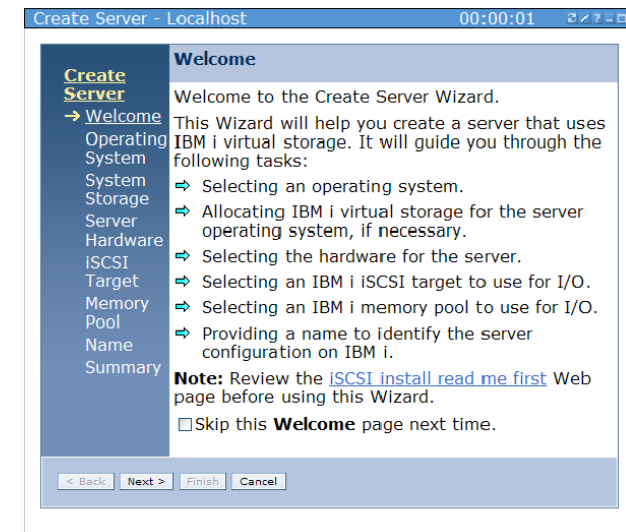 Create Server - Localhost 00:00:01
Create
Server
Welcome
Operating
System
System
Storage
Server
Hardware
iSCSI
Target
Memory
Pool
Name
Summary
Welcome
Welcome to the Create Server Wizard.
This Wizard will help you create a server that uses
IBM i virtual storage. It will guide you through the
following tasks:
Selecting an operating system.
Allocating IBM i virtual storage for the server
operating system, if necessary.
Selecting the hardware for the server.
Selecting an IBM i iSCSI target to use for I/O.
Selecting an IBM i memory pool to use for I/O.
Providing a name to identify the server
configuration on IBM i.
Note: Review the iSCSI install read me first Web
page before using this Wizard.
Skip this Welcome page next time.
< Back Next > Finish Cancel